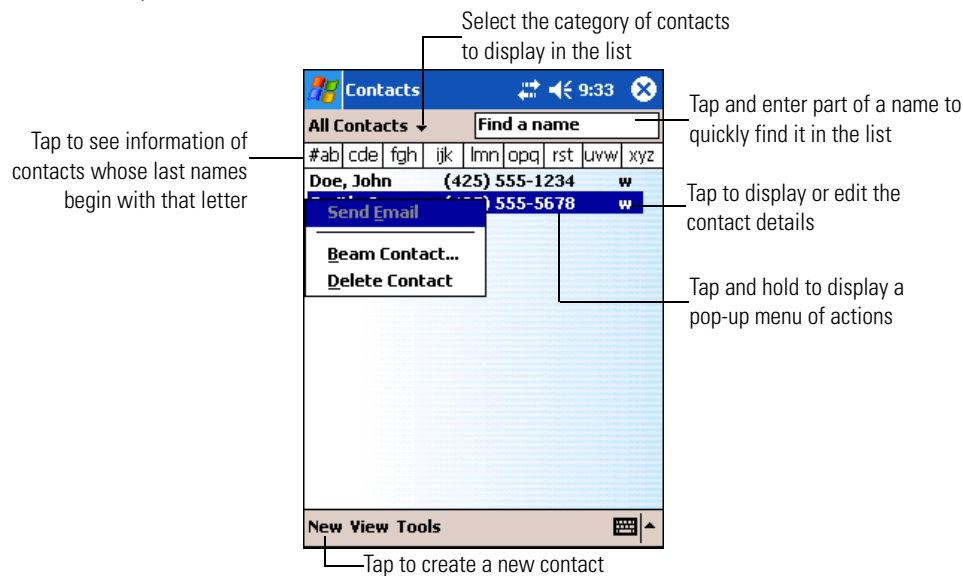 Select the category of contacts
to display in the list
Contacts 9:33
All Contacts Find a name
#ab cde fgh ijk lmn opq rst uvw xyz
Doe, John (425) 555-1234 w
555-5678 w
Send Email
Beam Contact...
Delete Contact
New View Tools
Tap to see information of
contacts whose last names
begin with that letter
Tap and enter part of a name to
quickly find it in the list
Tap to display or edit the
contact details
Tap and hold to display a
pop-up menu of actions
Tap to create a new contact